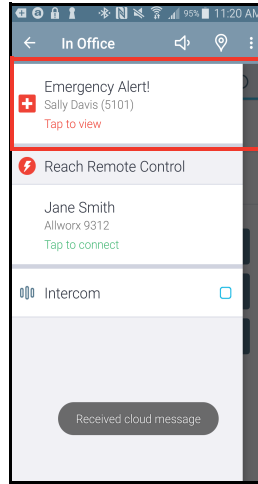 95% 11:20 AM
In Office
Emergency Alert!
Sally Davis (5101)
Tap to view
Reach Remote Control
Jane Smith
Allworx 9312
Tap to connect
Intercom
Received cloud message